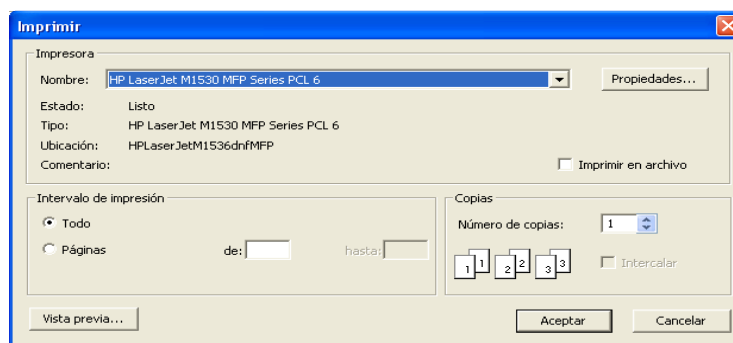 Imprimir
Impresora
Nombre: HP LaserJet M1530 MFP Series PCL 6 Propiedades...
Estado: Listo
Tipo: HP LaserJet M1530 MFP Series PCL 6
Ubicación: HPLaserJetM1536dnfMFP
Comentario: Imprimir en archivo
Intervalo de impresión
Todo
Páginas de: hasta:
Copias
Número de copias: 1
1 1 2 2 3 3 Intercalar
Vista previa... Aceptar Cancelar